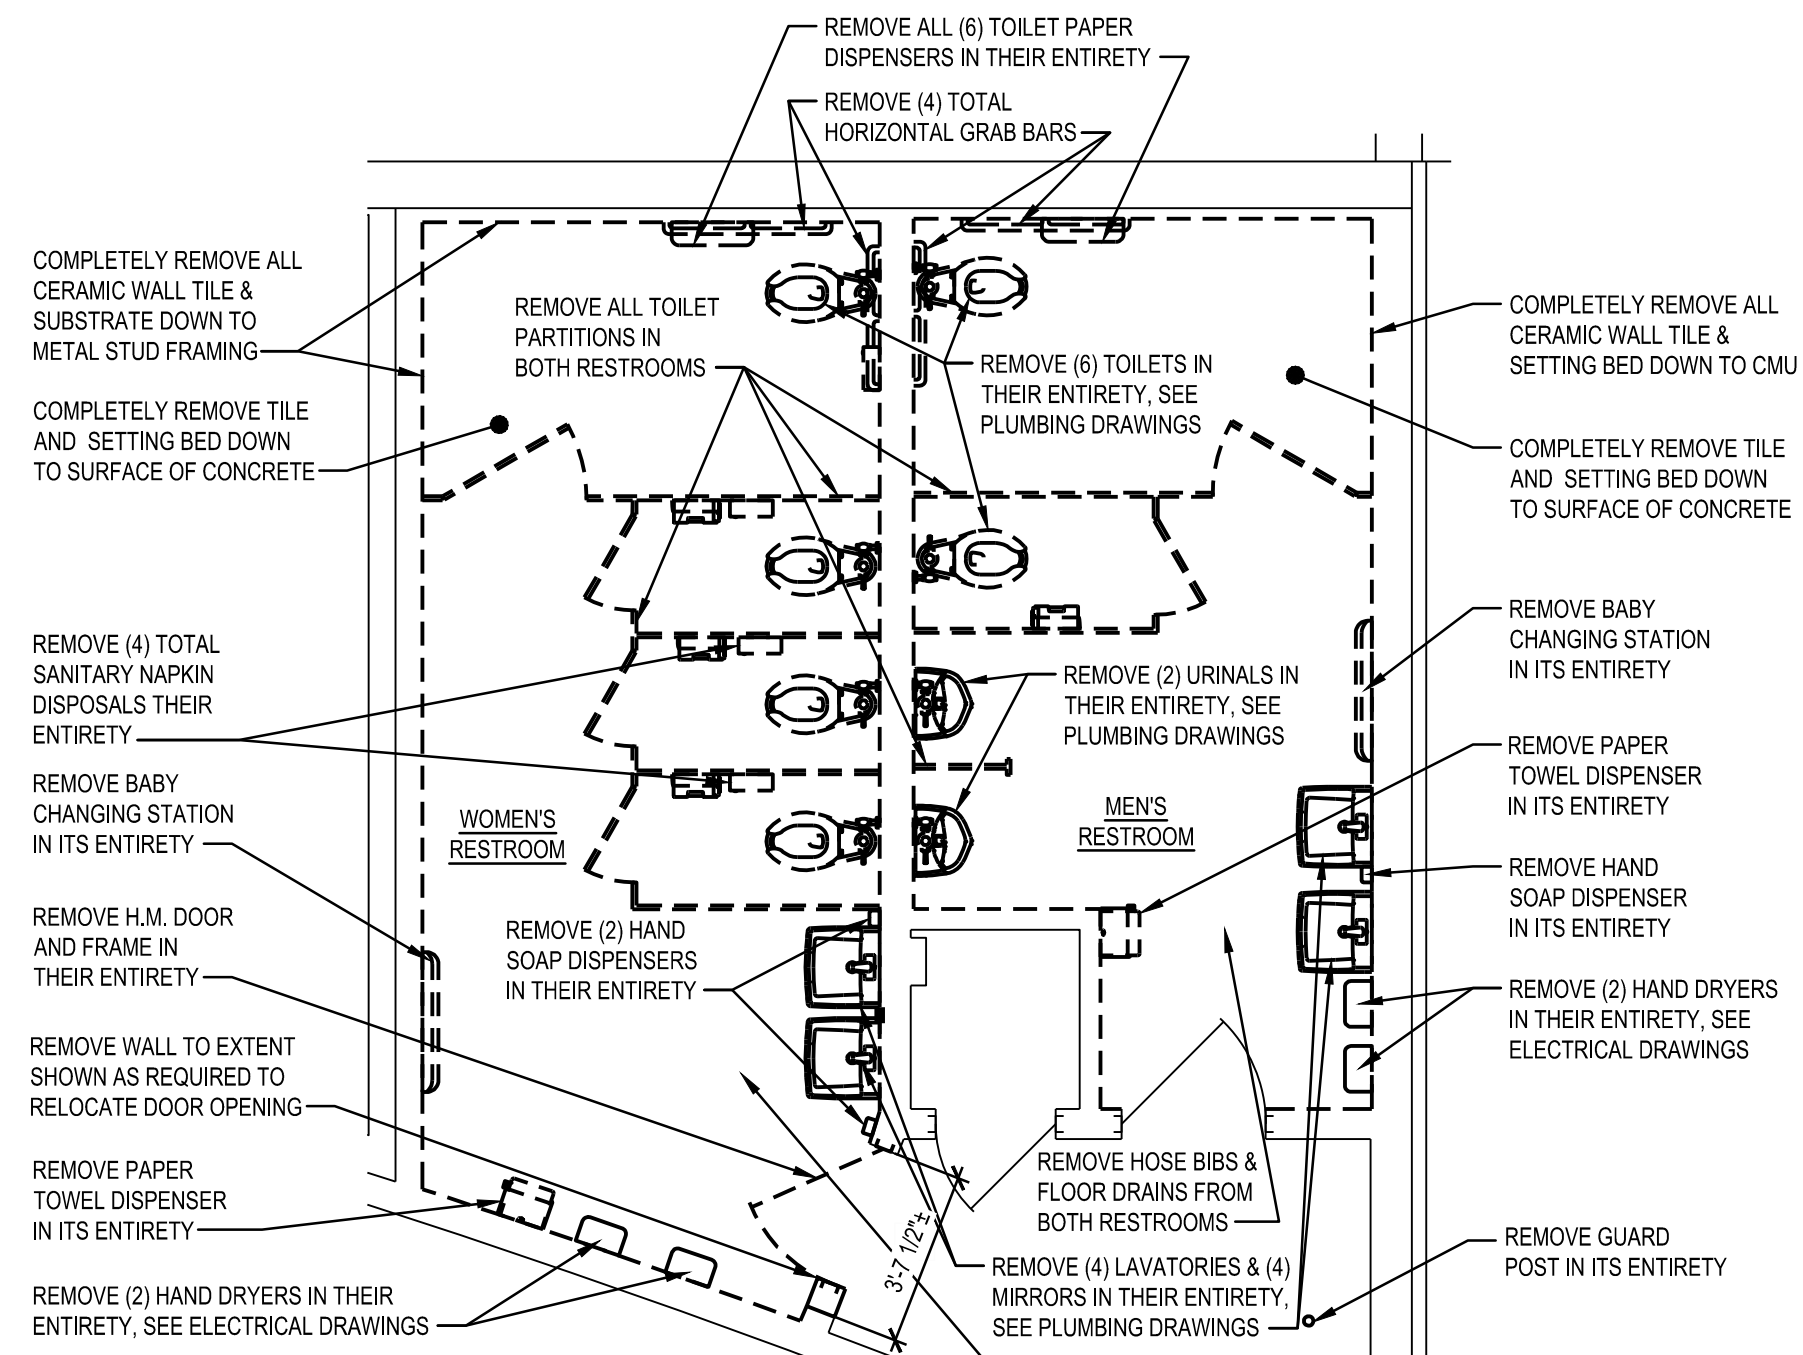 REMOVE ALL (6) TOILET PAPER
DISPENSERS IN THEIR ENTIRETY
REMOVE (4) TOTAL
HORIZONTAL GRAB BARS
COMPLETELY REMOVE ALL
CERAMIC WALL TILE &
SUBSTRATE DOWN TO
METAL STUD FRAMING
COMPLETELY REMOVE TILE
AND SETTING BED DOWN
TO SURFACE OF CONCRETE
REMOVE (4) TOTAL
SANITARY NAPKIN
DISPOSALS THEIR
ENTIRETY
REMOVE BABY
CHANGING STATION
IN ITS ENTIRETY
REMOVE H.M. DOOR
AND FRAME IN
THEIR ENTIRETY
REMOVE WALL TO EXTENT
SHOWN AS REQUIRED TO
RELOCATE DOOR OPENING
REMOVE PAPER
TOWEL DISPENSER
IN ITS ENTIRETY
REMOVE (2) HAND DRYERS IN THEIR
ENTIRETY, SEE ELECTRICAL DRAWINGS
REMOVE ALL TOILET
PARTITIONS IN
BOTH RESTROOMS
WOMEN'S
RESTROOM
REMOVE (2) HAND
SOAP DISPENSERS
IN THEIR ENTIRETY
REMOVE (6) TOILETS IN
THEIR ENTIRETY, SEE
PLUMBING DRAWINGS
REMOVE (2) URINALS IN
THEIR ENTIRETY, SEE
PLUMBING DRAWINGS
MEN'S
RESTROOM
REMOVE HOSE BIBS &
FLOOR DRAINS FROM
BOTH RESTROOMS
3'-7 1/2"±
REMOVE (4) LAVATORIES & (4)
MIRRORS IN THEIR ENTIRETY,
SEE PLUMBING DRAWINGS
COMPLETELY REMOVE ALL
CERAMIC WALL TILE &
SETTING BED DOWN TO CMU
COMPLETELY REMOVE TILE
AND SETTING BED DOWN
TO SURFACE OF CONCRETE
REMOVE BABY
CHANGING STATION
IN ITS ENTIRETY
REMOVE PAPER
TOWEL DISPENSER
IN ITS ENTIRETY
REMOVE HAND
SOAP DISPENSER
IN ITS ENTIRETY
REMOVE (2) HAND DRYERS
IN THEIR ENTIRETY, SEE
ELECTRICAL DRAWINGS
REMOVE GUARD
POST IN ITS ENTIRETY